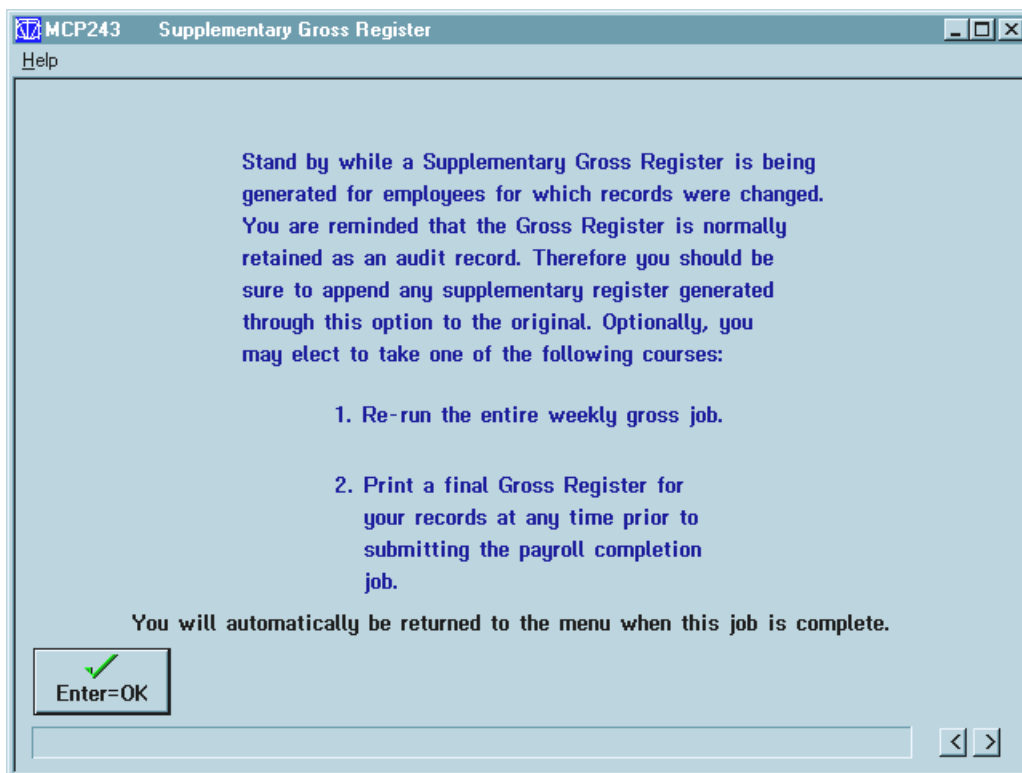 MCP243 Supplementary Gross Register
Help
Stand by while a Supplementary Gross Register is being
generated for employees for which records were changed.
You are reminded that the Gross Register is normally
retained as an audit record. Therefore you should be
sure to append any supplementary register generated
through this option to the original. Optionally, you
may elect to take one of the following courses:
1. Re-run the entire weekly gross job.
2. Print a final Gross Register for
your records at any time prior to
submitting the payroll completion
job.
You will automatically be returned to the menu when this job is complete.
Enter=OK